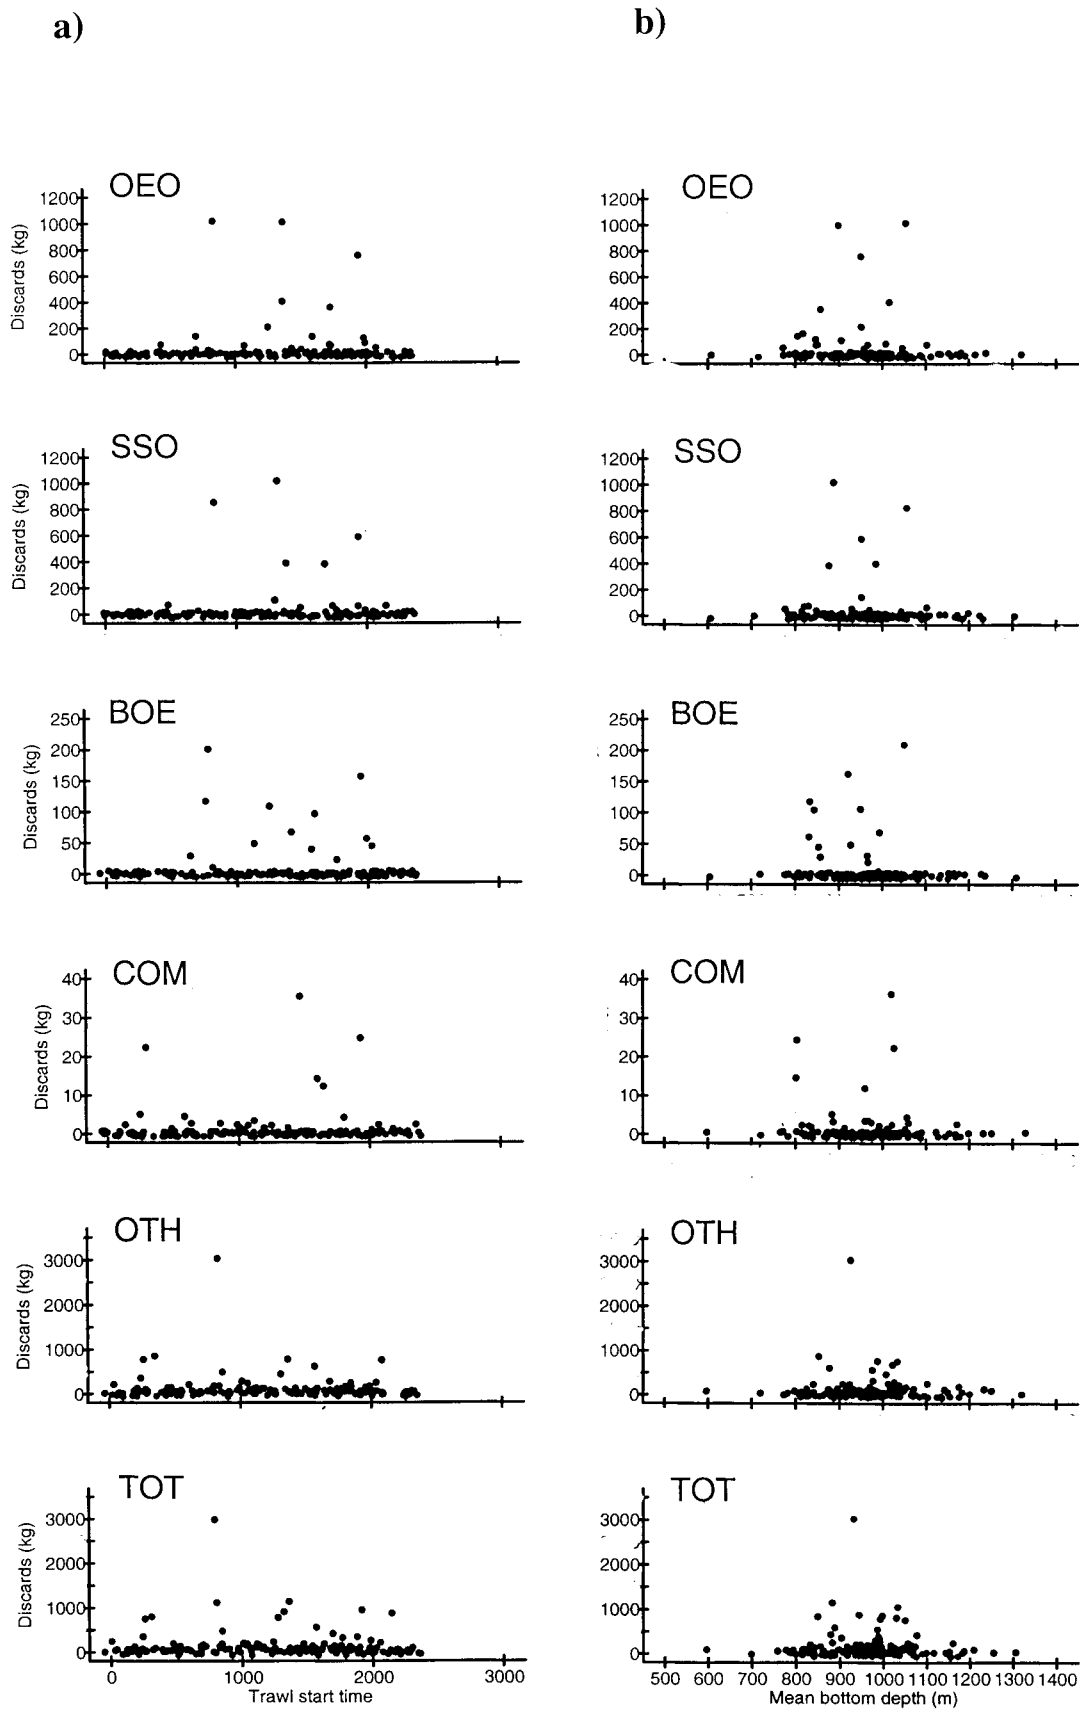 a) b)
OEO OEO
1200 1200
1000 1000
800 800
600 600
400 400
200 200
0 0
Discards (kg)
SSO SSO
1200 1200
1000 1000
800 800
600 600
400 400
200 200
0 0
Discards (kg)
BOE BOE
250 250
200 200
150 150
100 100
50 50
0 0
Discards (kg)
COM COM
40 40
30 30
20 20
10 10
0 0
Discards (kg)
OTH OTH
3000 3000
2000 2000
1000 1000
0 0
Discards (kg)
TOT TOT
3000 3000
2000 2000
1000 1000
0 0
Discards (kg)
0 1000 2000 3000 500 600 700 800 900 1000 1100 1200 1300 1400
Trawl start time Mean bottom depth (m)